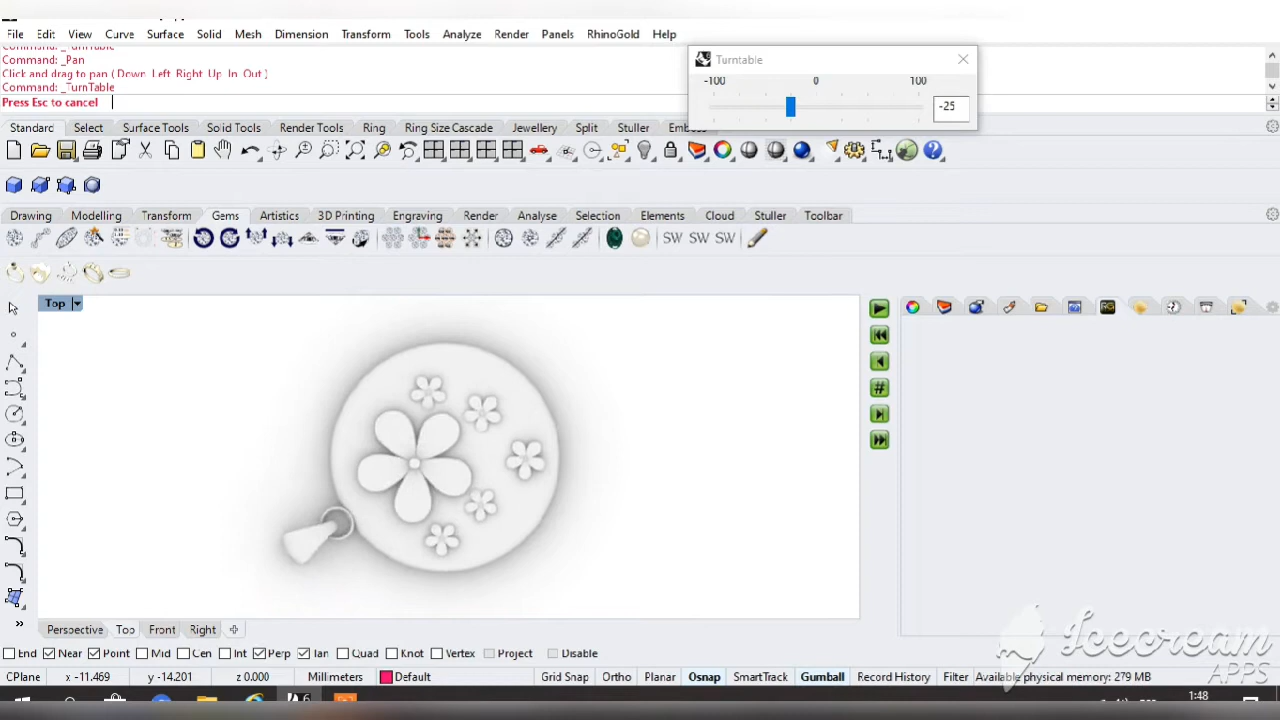 File Edit View Curve Surface Solid Mesh Dimension Transform Tools Analyze Render Panels RhinoGold Help
Command: _TurnTable
Command: _Pan
Click and drag to pan ( Down Left Right Up In Out )
Command: _TurnTable
Press Esc to cancel
Turntable
-100 0 100
-25
Standard Select Surface Tools Solid Tools Render Tools Ring Ring Size Cascade Jewellery Split Stuller
Drawing Modelling Transform Gems Artistics 3D Printing Engraving Render Analyse Selection Elements Cloud Stuller Toolbar
SW SW SW
Top
RG
Perspective Top Front Right
End Near Point Mid Cen Int Perp Tan Quad Knot Vertex Project Disable
CPlane x -11.469 y -14.201 z 0.000 Millimeters Default Grid Snap Ortho Planar Osnap SmartTrack Gumball Record History Filter Available physical memory: 279 MB
1:48
Icecream
APPS